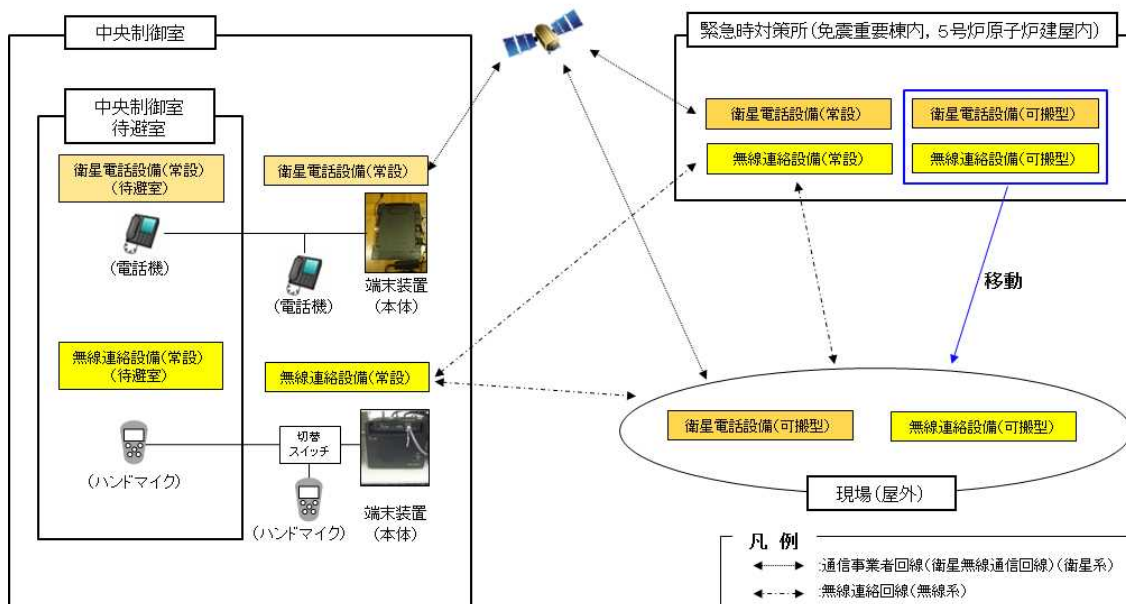 中央制御室
中央制御室
待避室
衛星電話設備(常設)
(待避室)
衛星電話設備(常設)
(電話機)
(電話機)
端末装置
(本体)
無線連絡設備(常設)
(待避室)
無線連絡設備(常設)
切替
スイッチ
(ハンドマイク)
(ハンドマイク)
端末装置
(本体)
緊急時対策所(免震重要棟内,5号炉原子炉建屋内)
衛星電話設備(常設)
衛星電話設備(可搬型)
無線連絡設備(常設)
無線連絡設備(可搬型)
移動
衛星電話設備(可搬型)
無線連絡設備(可搬型)
現場(屋外)
凡 例
:通信事業者回線(衛星無線通信回線)(衛星系)
:無線連絡回線(無線系)